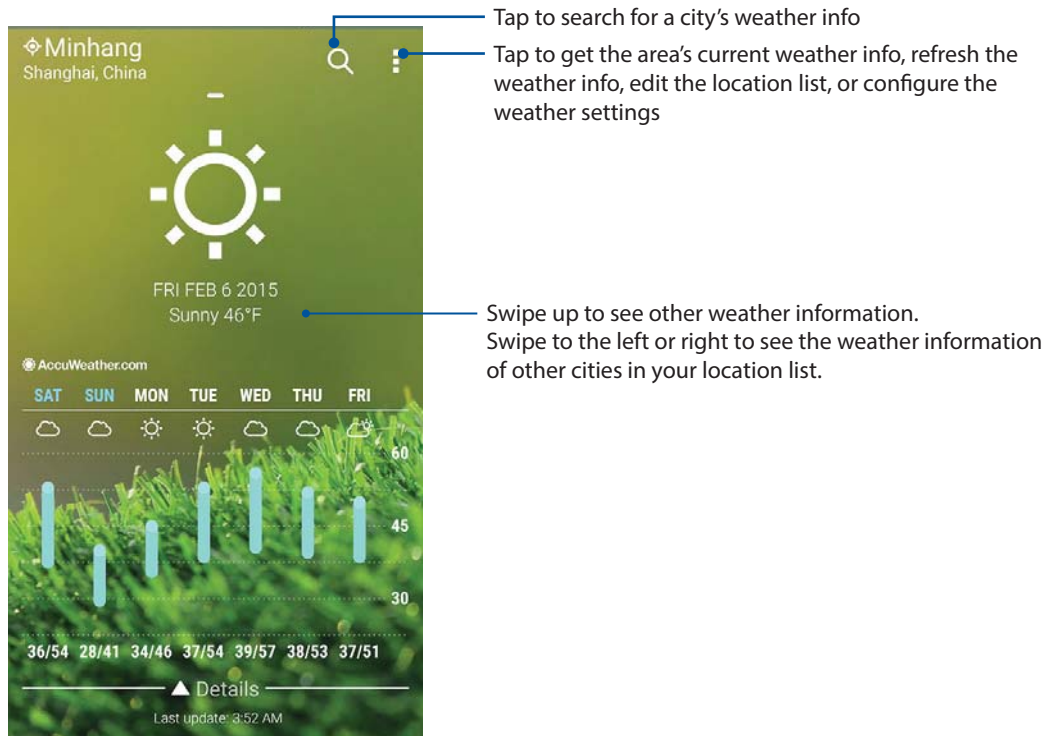 Tap to search for a city's weather info
Tap to get the area's current weather info, refresh the
weather info, edit the location list, or configure the
weather settings
Minhang
Shanghai, China
FRI FEB 6 2015
Sunny 46°F
Swipe up to see other weather information.
Swipe to the left or right to see the weather information
of other cities in your location list.
AccuWeather.com
SAT SUN MON TUE WED THU FRI
60
45
30
36/54 28/41 34/46 37/54 39/57 38/53 37/51
Details
Last update: 3:52 AM